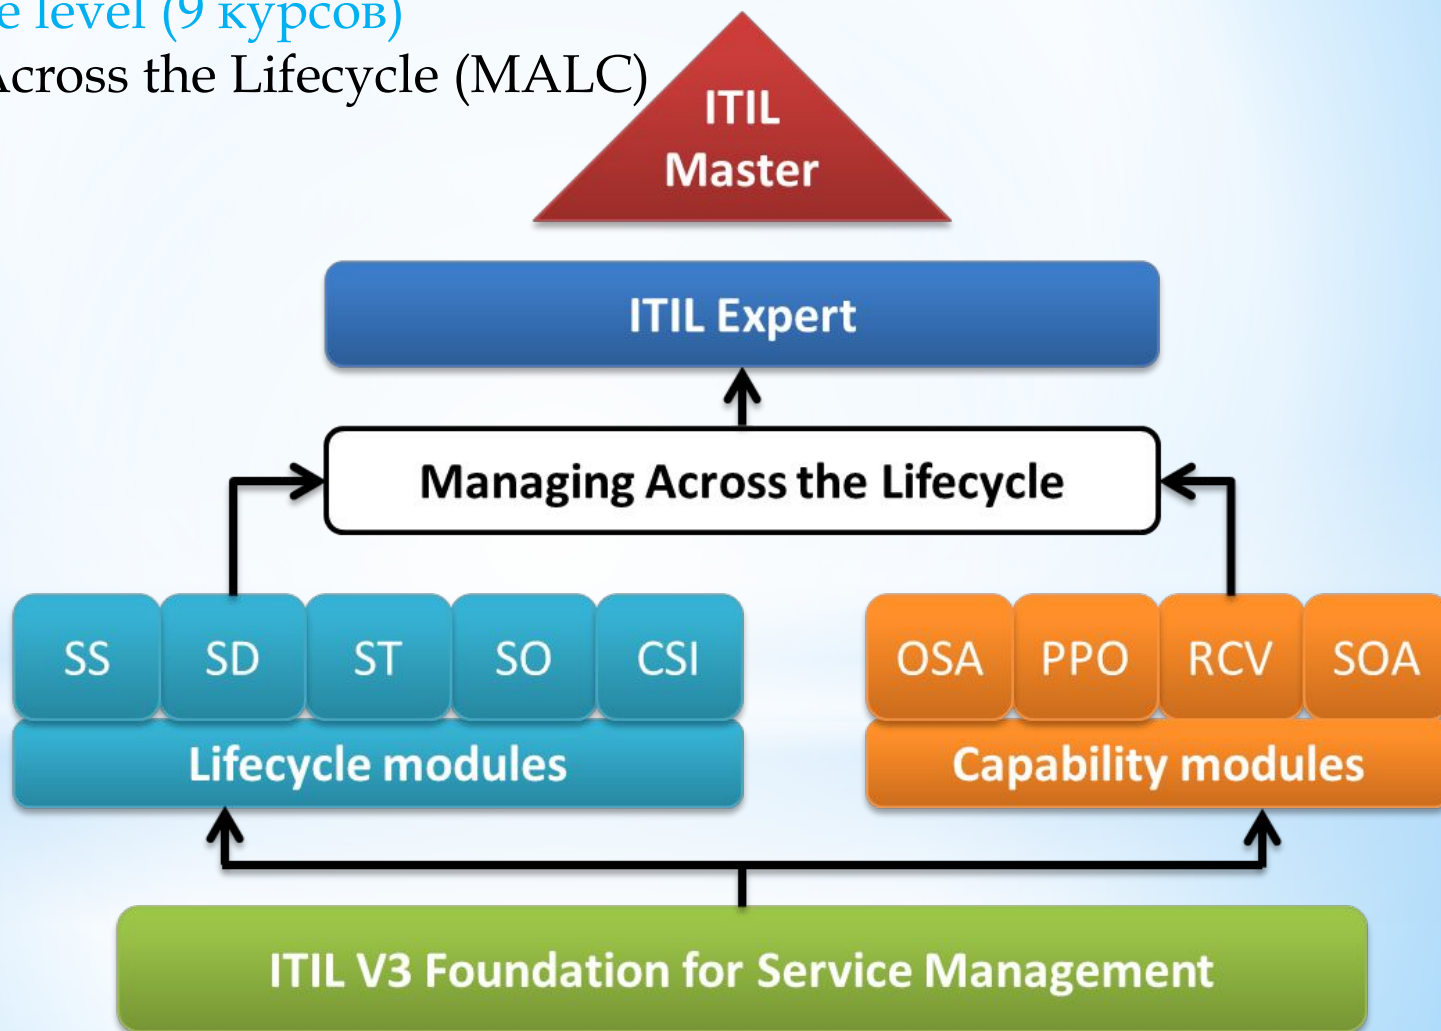 e level (9 курсов)
Across the Lifecycle (MALC)
ITIL
Master
ITIL Expert
Managing Across the Lifecycle
SS SD ST SO CSI OSA PPO RCV SOA
Lifecycle modules Capability modules
ITIL V3 Foundation for Service Management